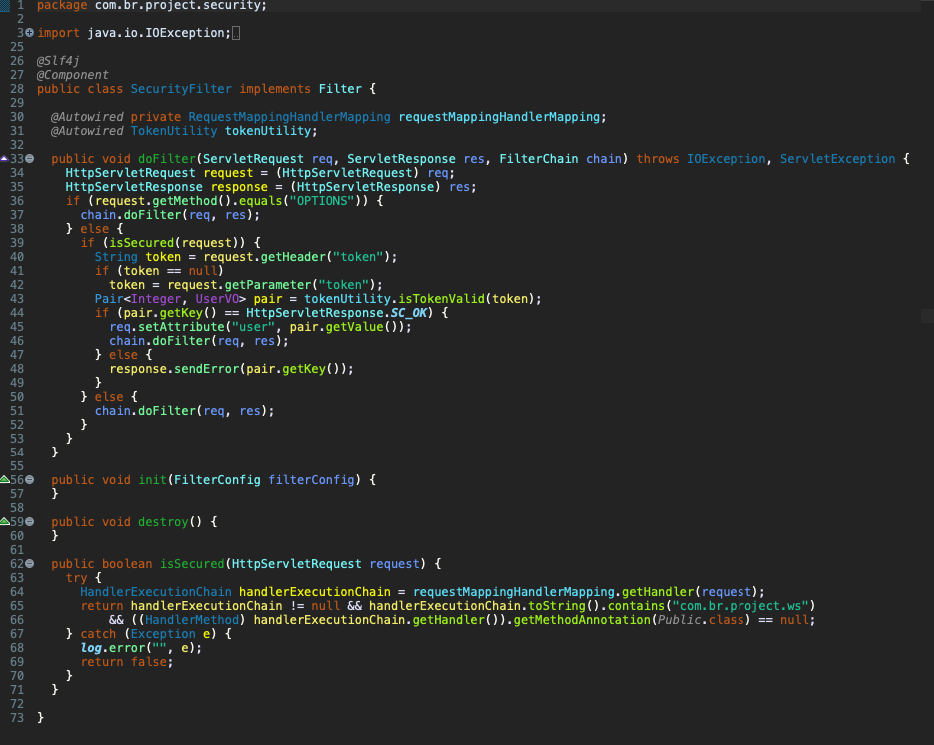 1 package com.br.project.security;
2
3 import java.io.IOException;
25
26 @Slf4j
27 @Component
28 public class SecurityFilter implements Filter {
29
30   @Autowired private RequestMappingHandlerMapping requestMappingHandlerMapping;
31   @Autowired TokenUtility tokenUtility;
32
33   public void doFilter(ServletRequest req, ServletResponse res, FilterChain chain) throws IOException, ServletException {
34     HttpServletRequest request = (HttpServletRequest) req;
35     HttpServletResponse response = (HttpServletResponse) res;
36     if (request.getMethod().equals("OPTIONS")) {
37       chain.doFilter(req, res);
38     } else {
39       if (isSecured(request)) {
40         String token = request.getHeader("token");
41         if (token == null)
42           token = request.getParameter("token");
43         Pair<Integer, UserVO> pair = tokenUtility.isTokenValid(token);
44         if (pair.getKey() == HttpServletResponse.SC_OK) {
45           req.setAttribute("user", pair.getValue());
46           chain.doFilter(req, res);
47         } else {
48           response.sendError(pair.getKey());
49         }
50       } else {
51         chain.doFilter(req, res);
52       }
53     }
54   }
55
56   public void init(FilterConfig filterConfig) {
57   }
58
59   public void destroy() {
60   }
61
62   public boolean isSecured(HttpServletRequest request) {
63     try {
64       HandlerExecutionChain handlerExecutionChain = requestMappingHandlerMapping.getHandler(request);
65       return handlerExecutionChain != null && handlerExecutionChain.toString().contains("com.br.project.ws")
66           && ((HandlerMethod) handlerExecutionChain.getHandler()).getMethodAnnotation(Public.class) == null;
67     } catch (Exception e) {
68       log.error("", e);
69       return false;
70     }
71   }
72
73 }